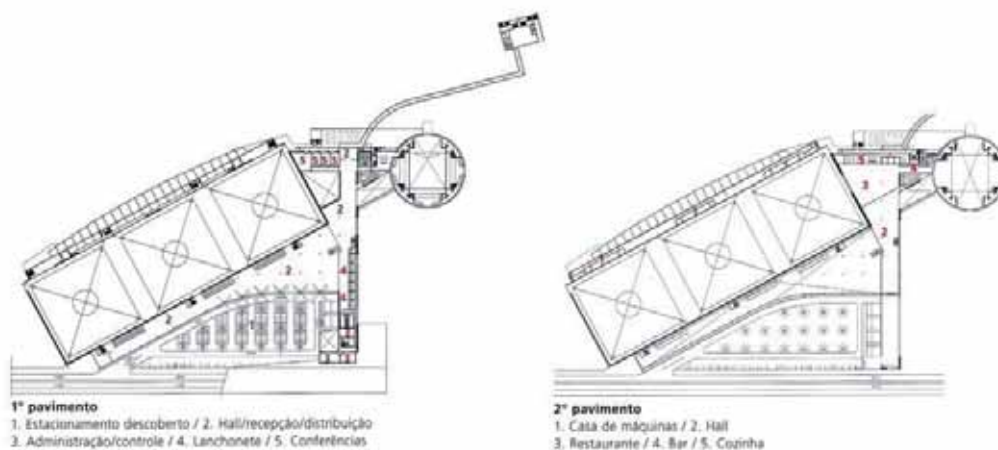 1º pavimento
1. Estacionamento descoberto / 2. Hall/recepção/distribuição
3. Administração/controle / 4. Lanchonete / 5. Conferências
2º pavimento
1. Casa de máquinas / 2. Hall
3. Restaurante / 4. Bar / 5. Cozinha